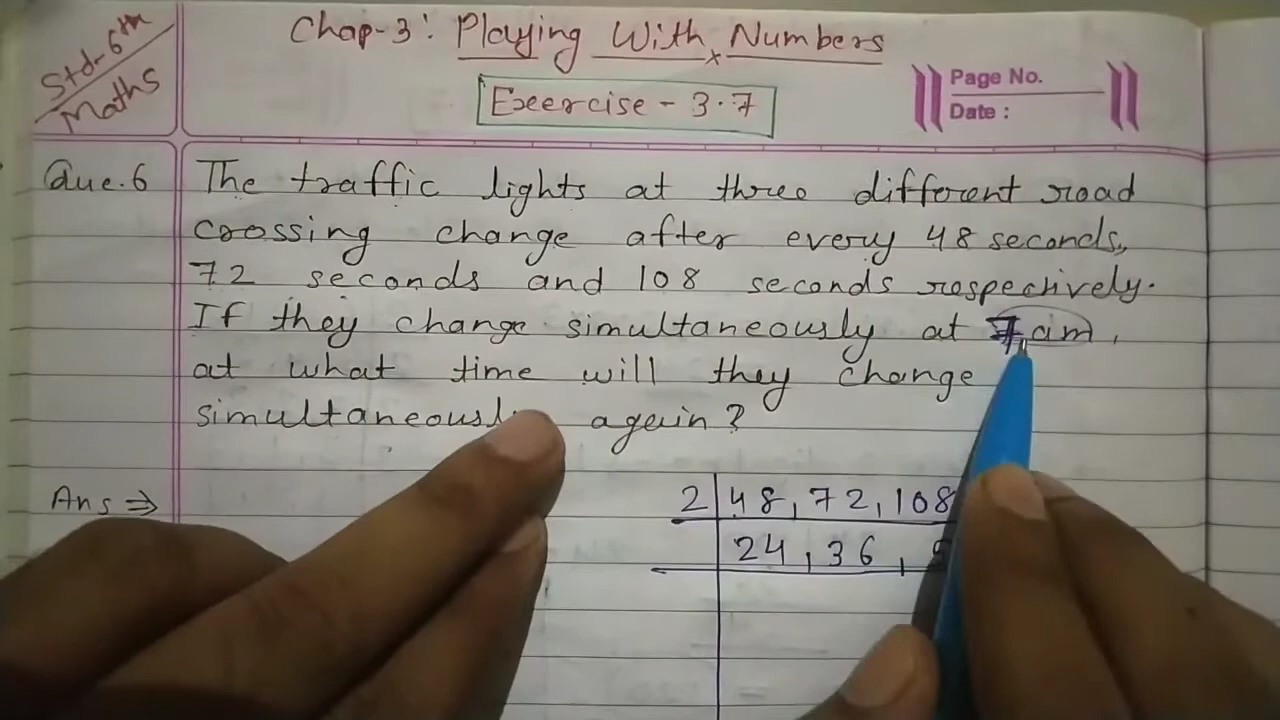 Std-6th
Maths
Chap-3: Playing With Numbers
Exercise - 3.7
Page No.
Date :
Que.6 The traffic lights at three different road
crossing change after every 48 seconds,
72 seconds and 108 seconds respectively.
If they change simultaneously at 7 am,
at what time will they change
simultaneously again?
Ans ⇒
2 48, 72, 108
24, 36,